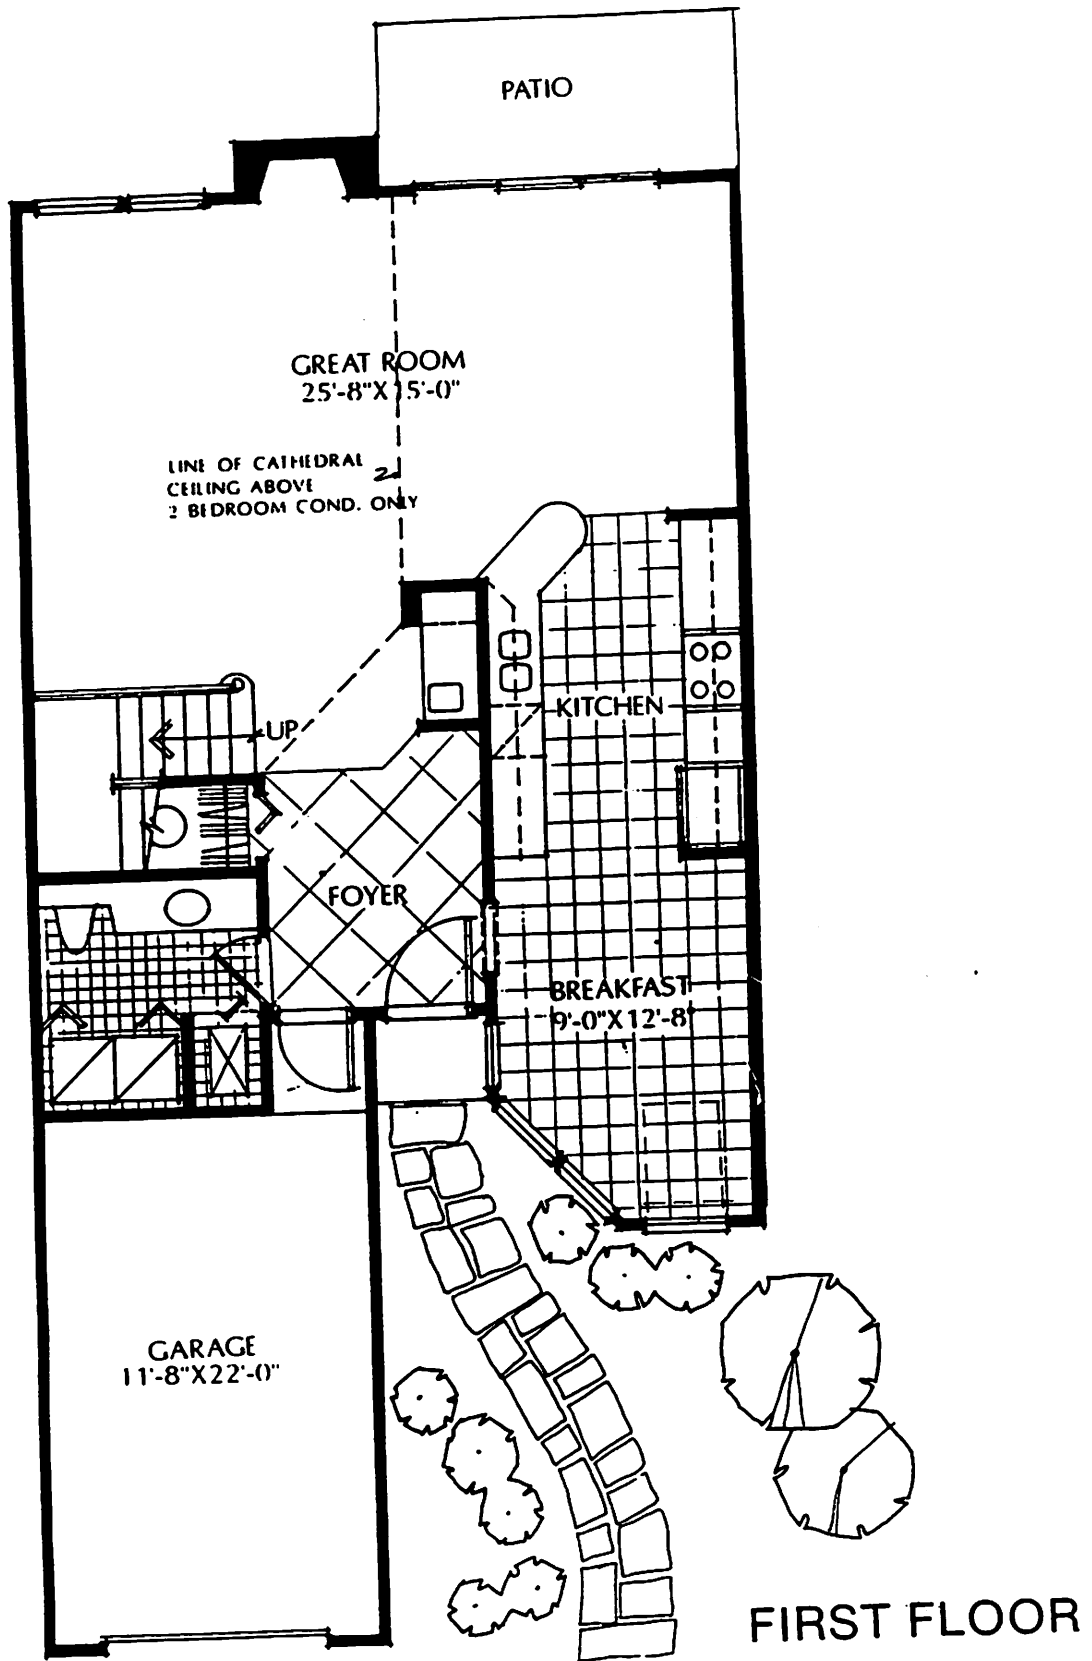 PATIO
GREAT ROOM
25'-8"X15'-0"
LINE OF CATHEDRAL
CEILING ABOVE
2 BEDROOM COND. ONLY
UP
KITCHEN
FOYER
BREAKFAST
9'-0"X12'-8"
GARAGE
11'-8"X22'-0"
FIRST FLOOR